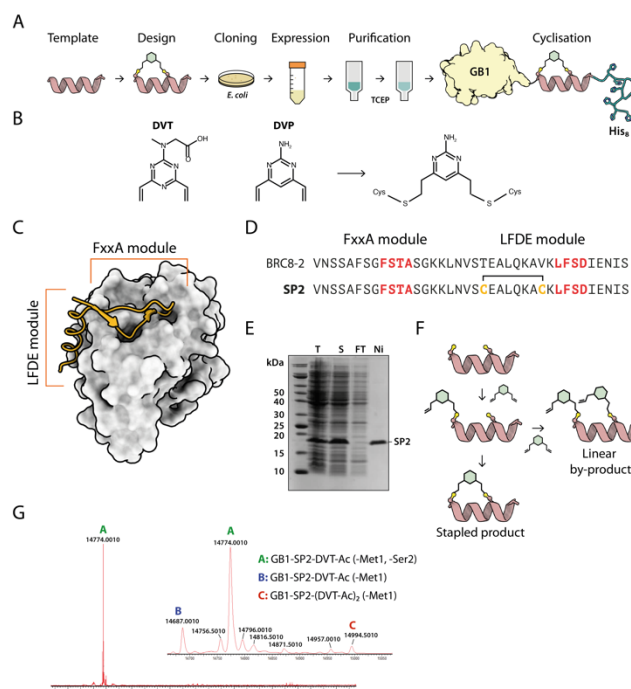 A
Template
Design
Cloning
Expression
Purification
Cyclisation
E. coli
TCEP
GB1
His8
B
DVT
DVP
N
OH
O
N
N
N
NH2
N
N
NH2
N
N
Cys
S
S
Cys
C
FxxA module
LFDE module
D
FxxA module LFDE module
BRC8-2 VNSSAFSGFSTASGKKLNVSTEALQKAVKLFSDIENIS
SP2 VNSSAFSGFSTASGKKLNVSCEALQKACKLFSDIENIS
E
T S FT Ni
kDa
50
40
30
25
20
15
10
SP2
F
Linear
by-product
Stapled product
G
A
14774.0010
A
14774.0010
B
14687.0010
14756.5010
14796.0010
14816.5010
14871.5010
14957.0010
C
14994.5010
A: GB1-SP2-DVT-Ac (-Met1, -Ser2)
B: GB1-SP2-DVT-Ac (-Met1)
C: GB1-SP2-(DVT-Ac)2 (-Met1)